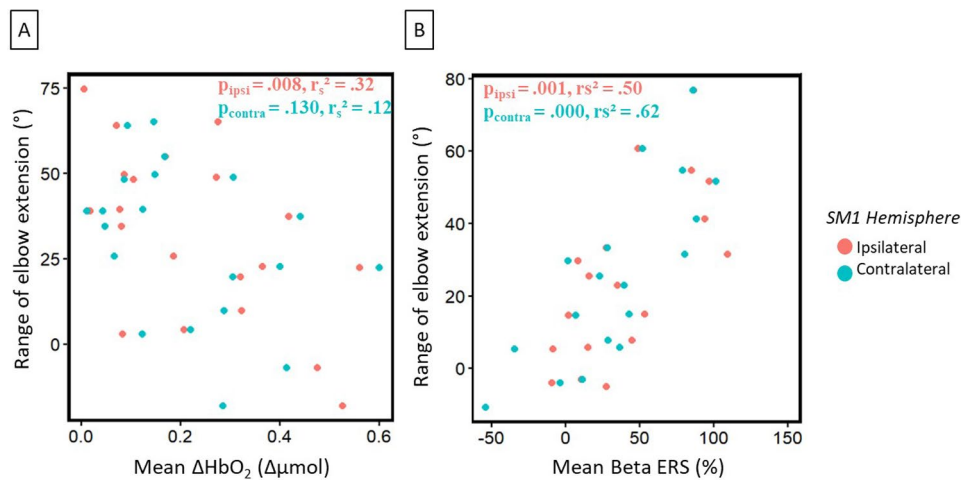 A
B
p_ipsi = .008, r_s² = .32
p_contra = .130, r_s² = .12
p_ipsi = .001, rs² = .50
p_contra = .000, rs² = .62
Range of elbow extension (°)
75
50
25
0
0.0 0.2 0.4 0.6
Mean ΔHbO₂ (Δµmol)
Range of elbow extension (°)
80
60
40
20
0
-50 0 50 100 150
Mean Beta ERS (%)
SM1 Hemisphere
Ipsilateral
Contralateral